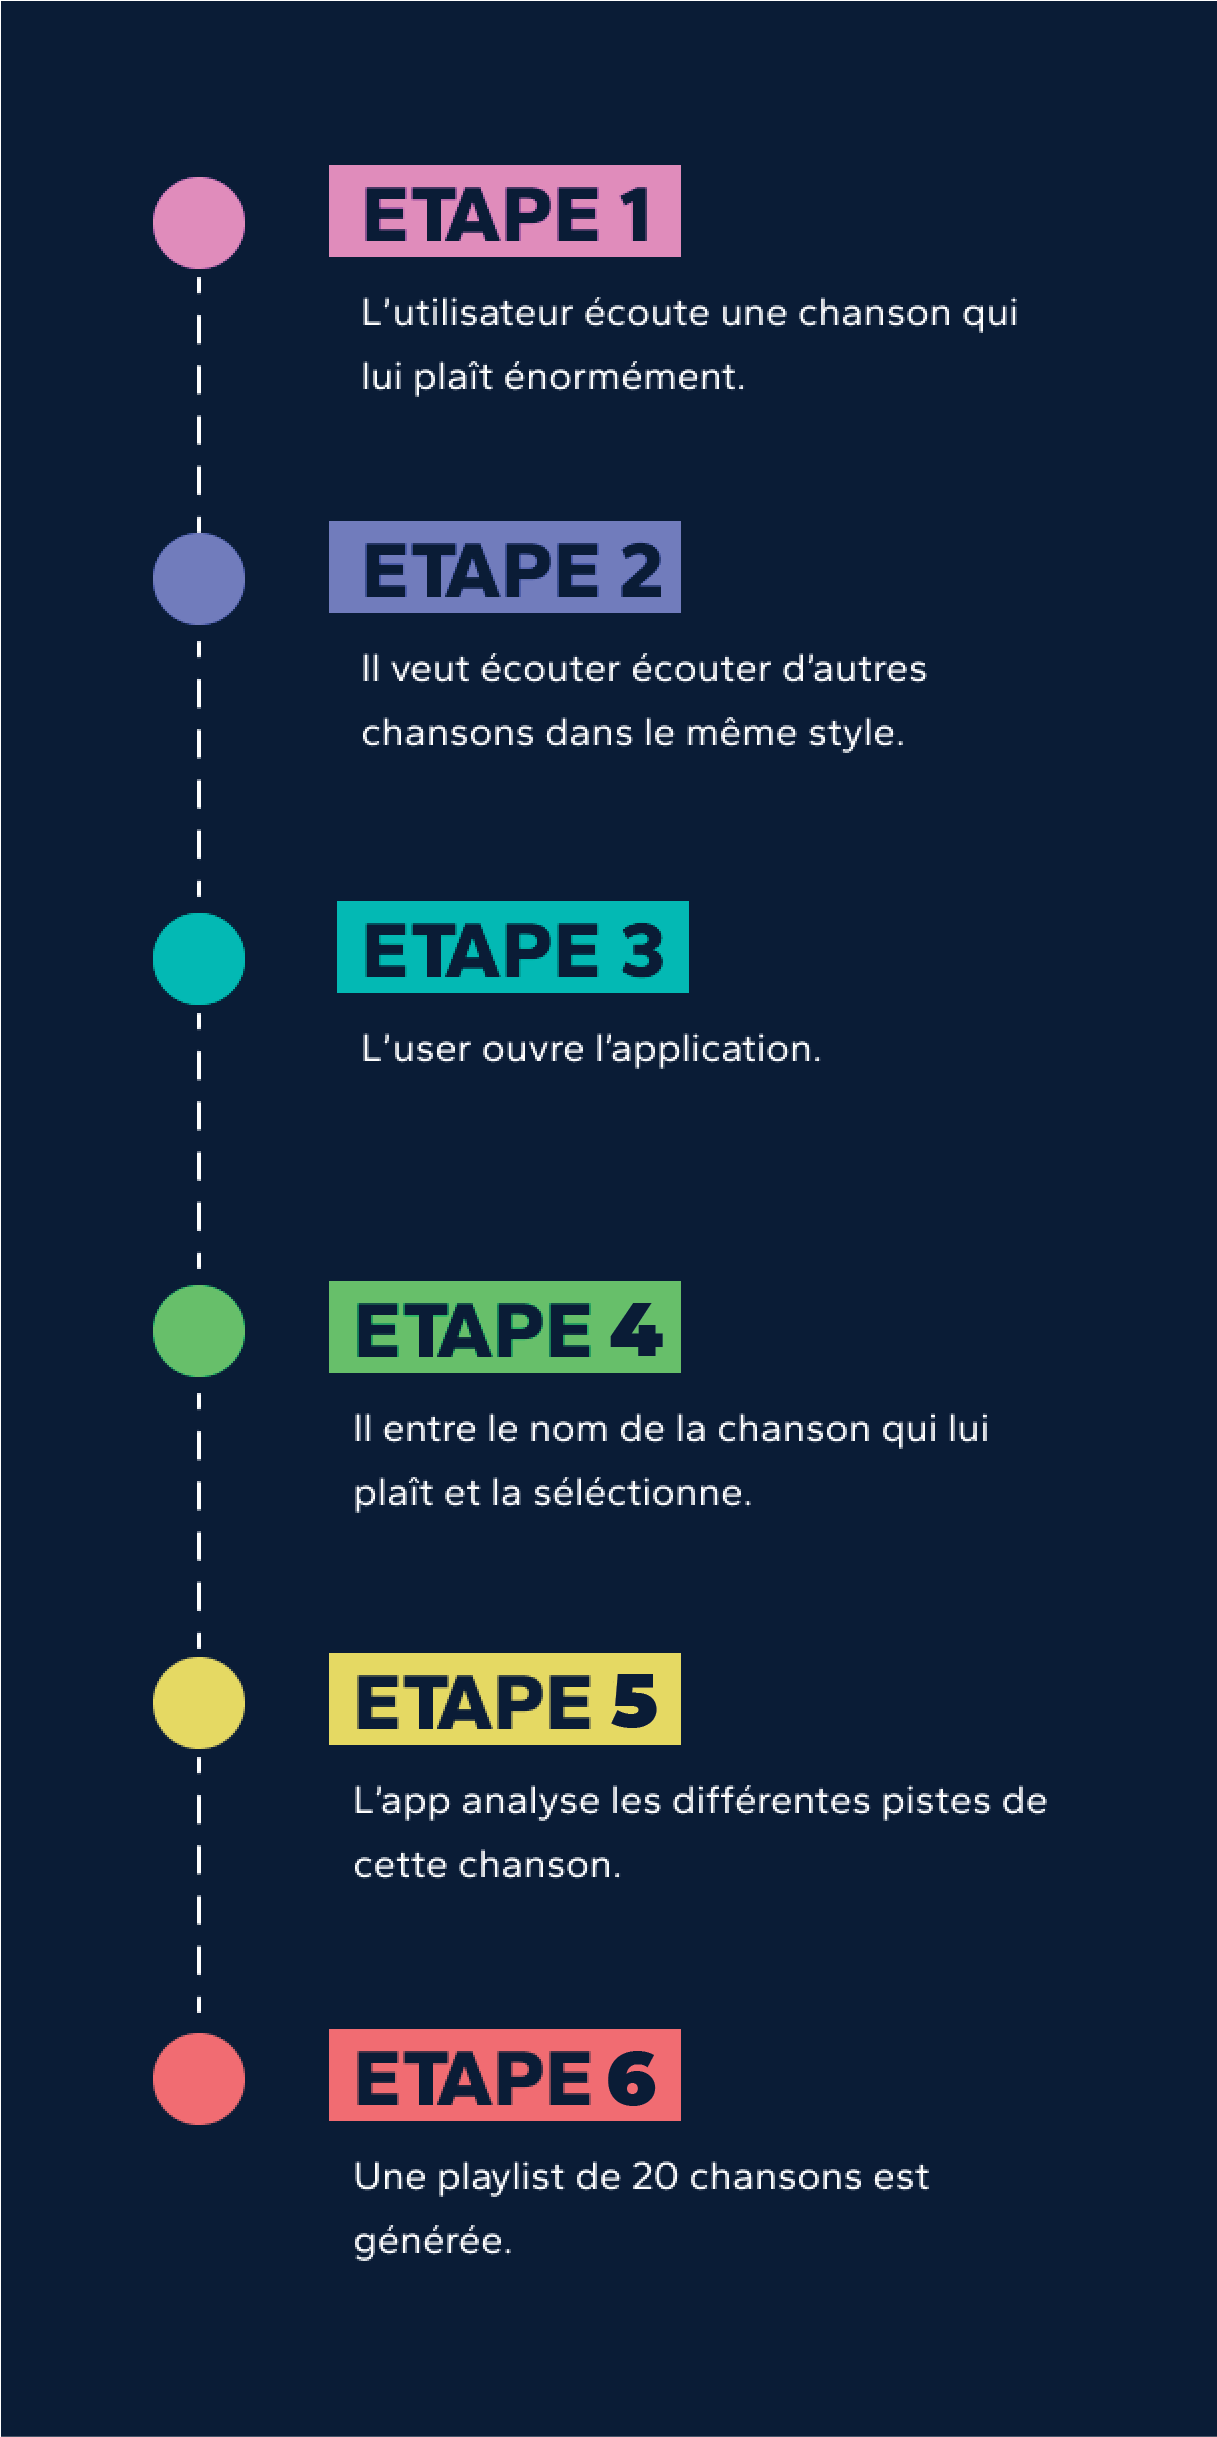 ETAPE 1
L'utilisateur écoute une chanson qui
lui plaît énormément.
ETAPE 2
Il veut écouter écouter d'autres
chansons dans le même style.
ETAPE 3
L'user ouvre l'application.
ETAPE 4
Il entre le nom de la chanson qui lui
plaît et la séléctionne.
ETAPE 5
L'app analyse les différentes pistes de
cette chanson.
ETAPE 6
Une playlist de 20 chansons est
générée.